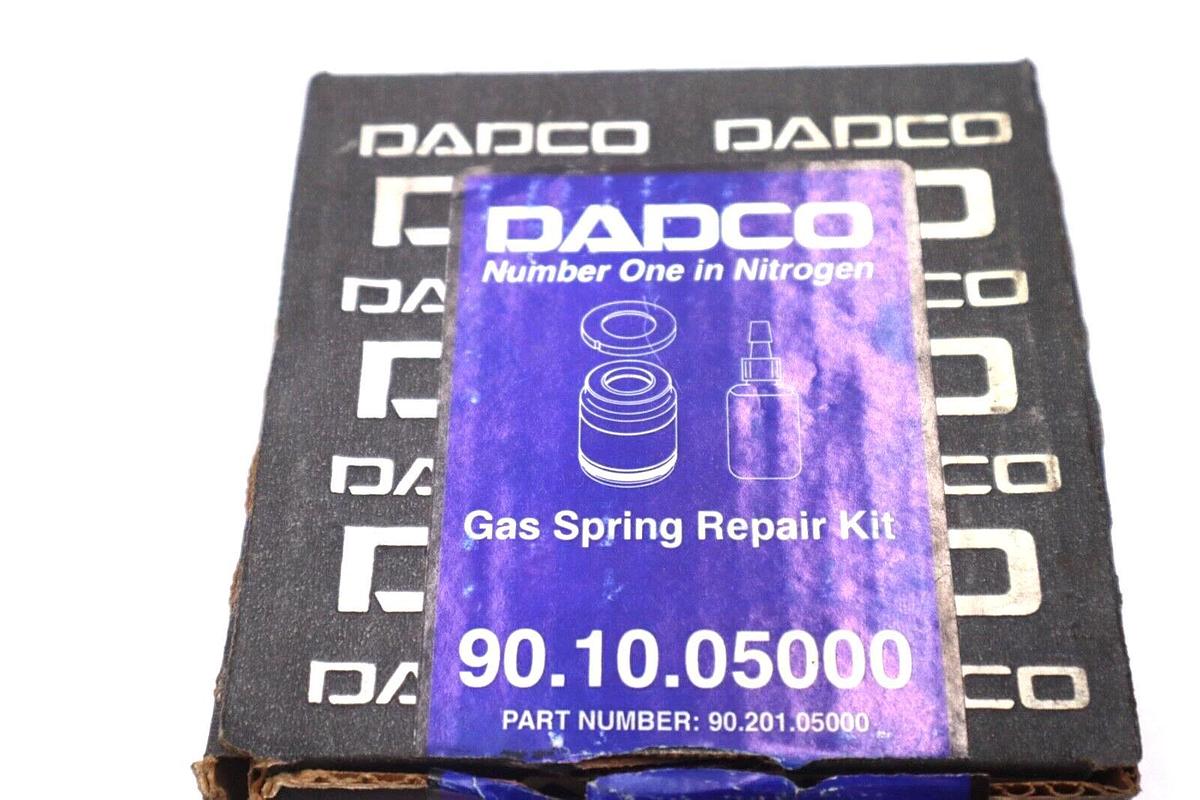 DADCO DADCO
DADCO
Number One in Nitrogen
Gas Spring Repair Kit
90.10.05000
PART NUMBER: 90.201.05000